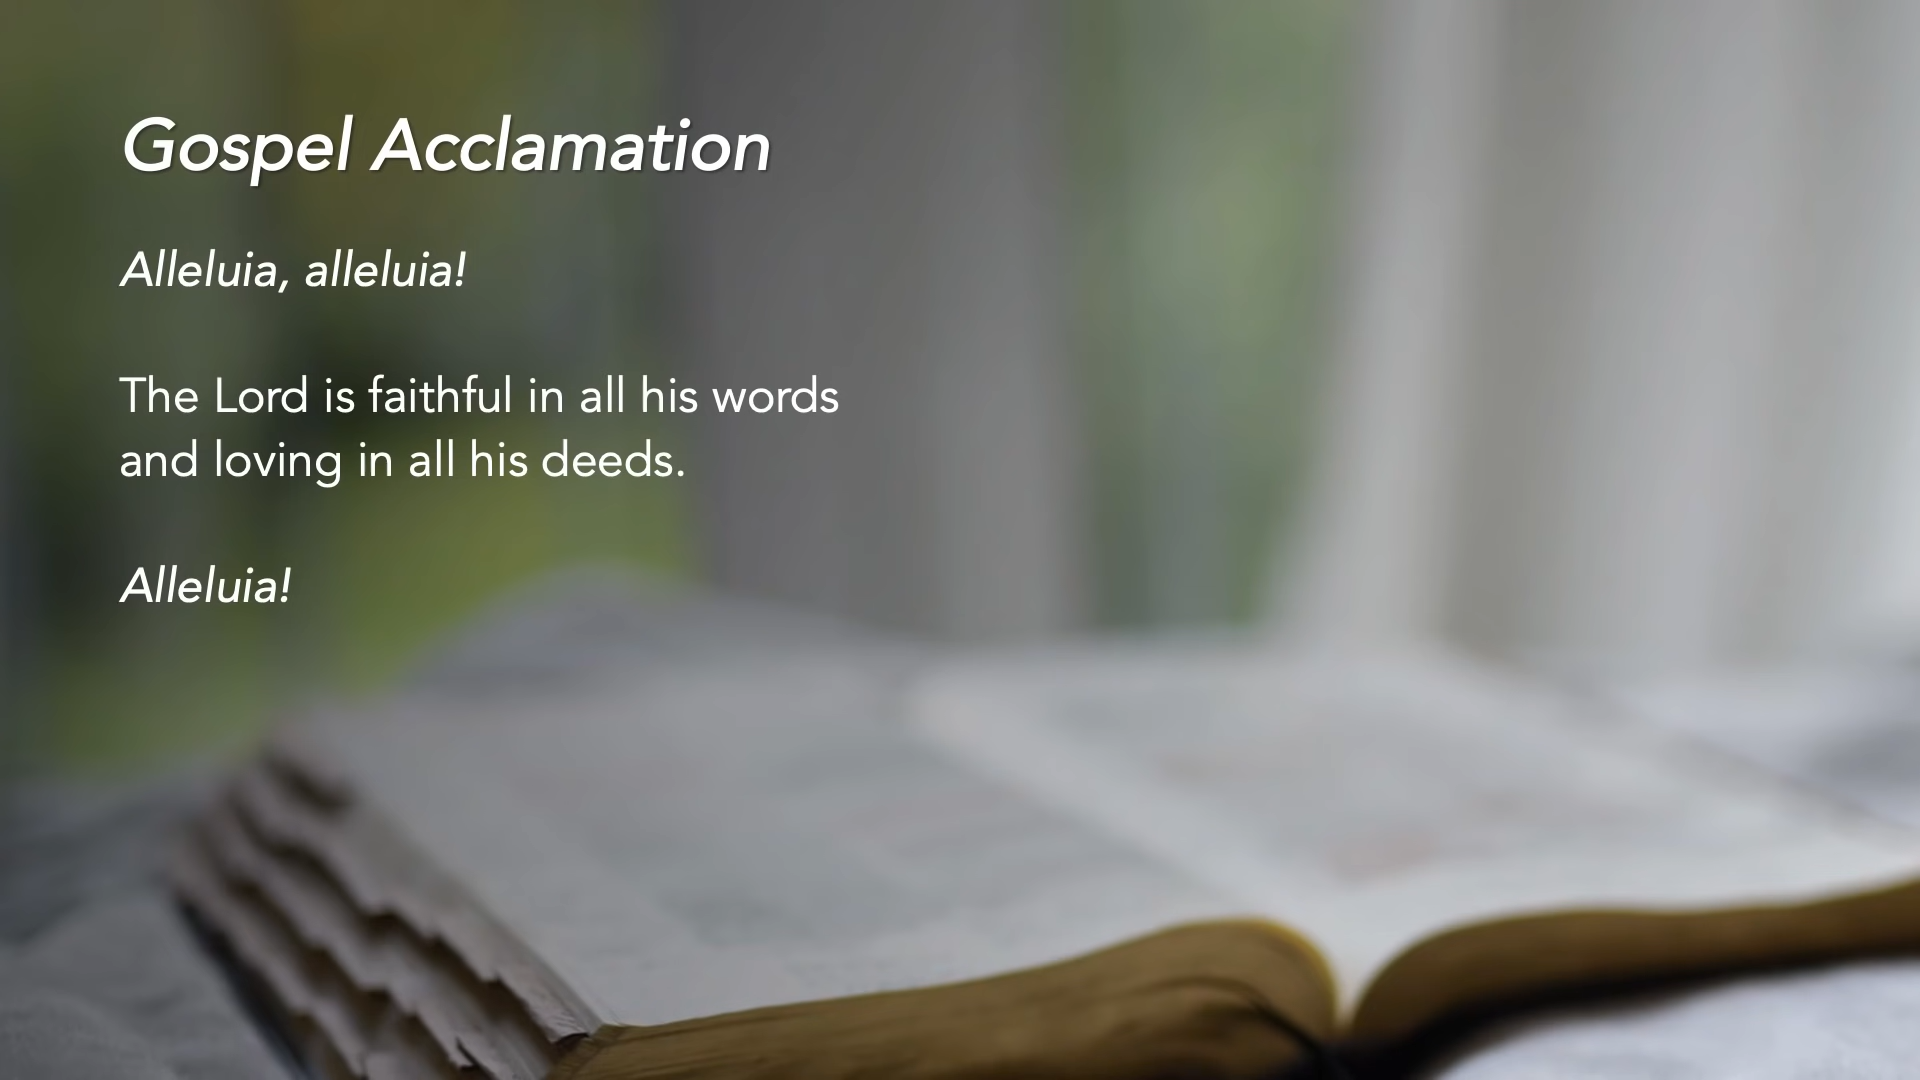 Gospel Acclamation
Alleluia, alleluia!
The Lord is faithful in all his words
and loving in all his deeds.
Alleluia!